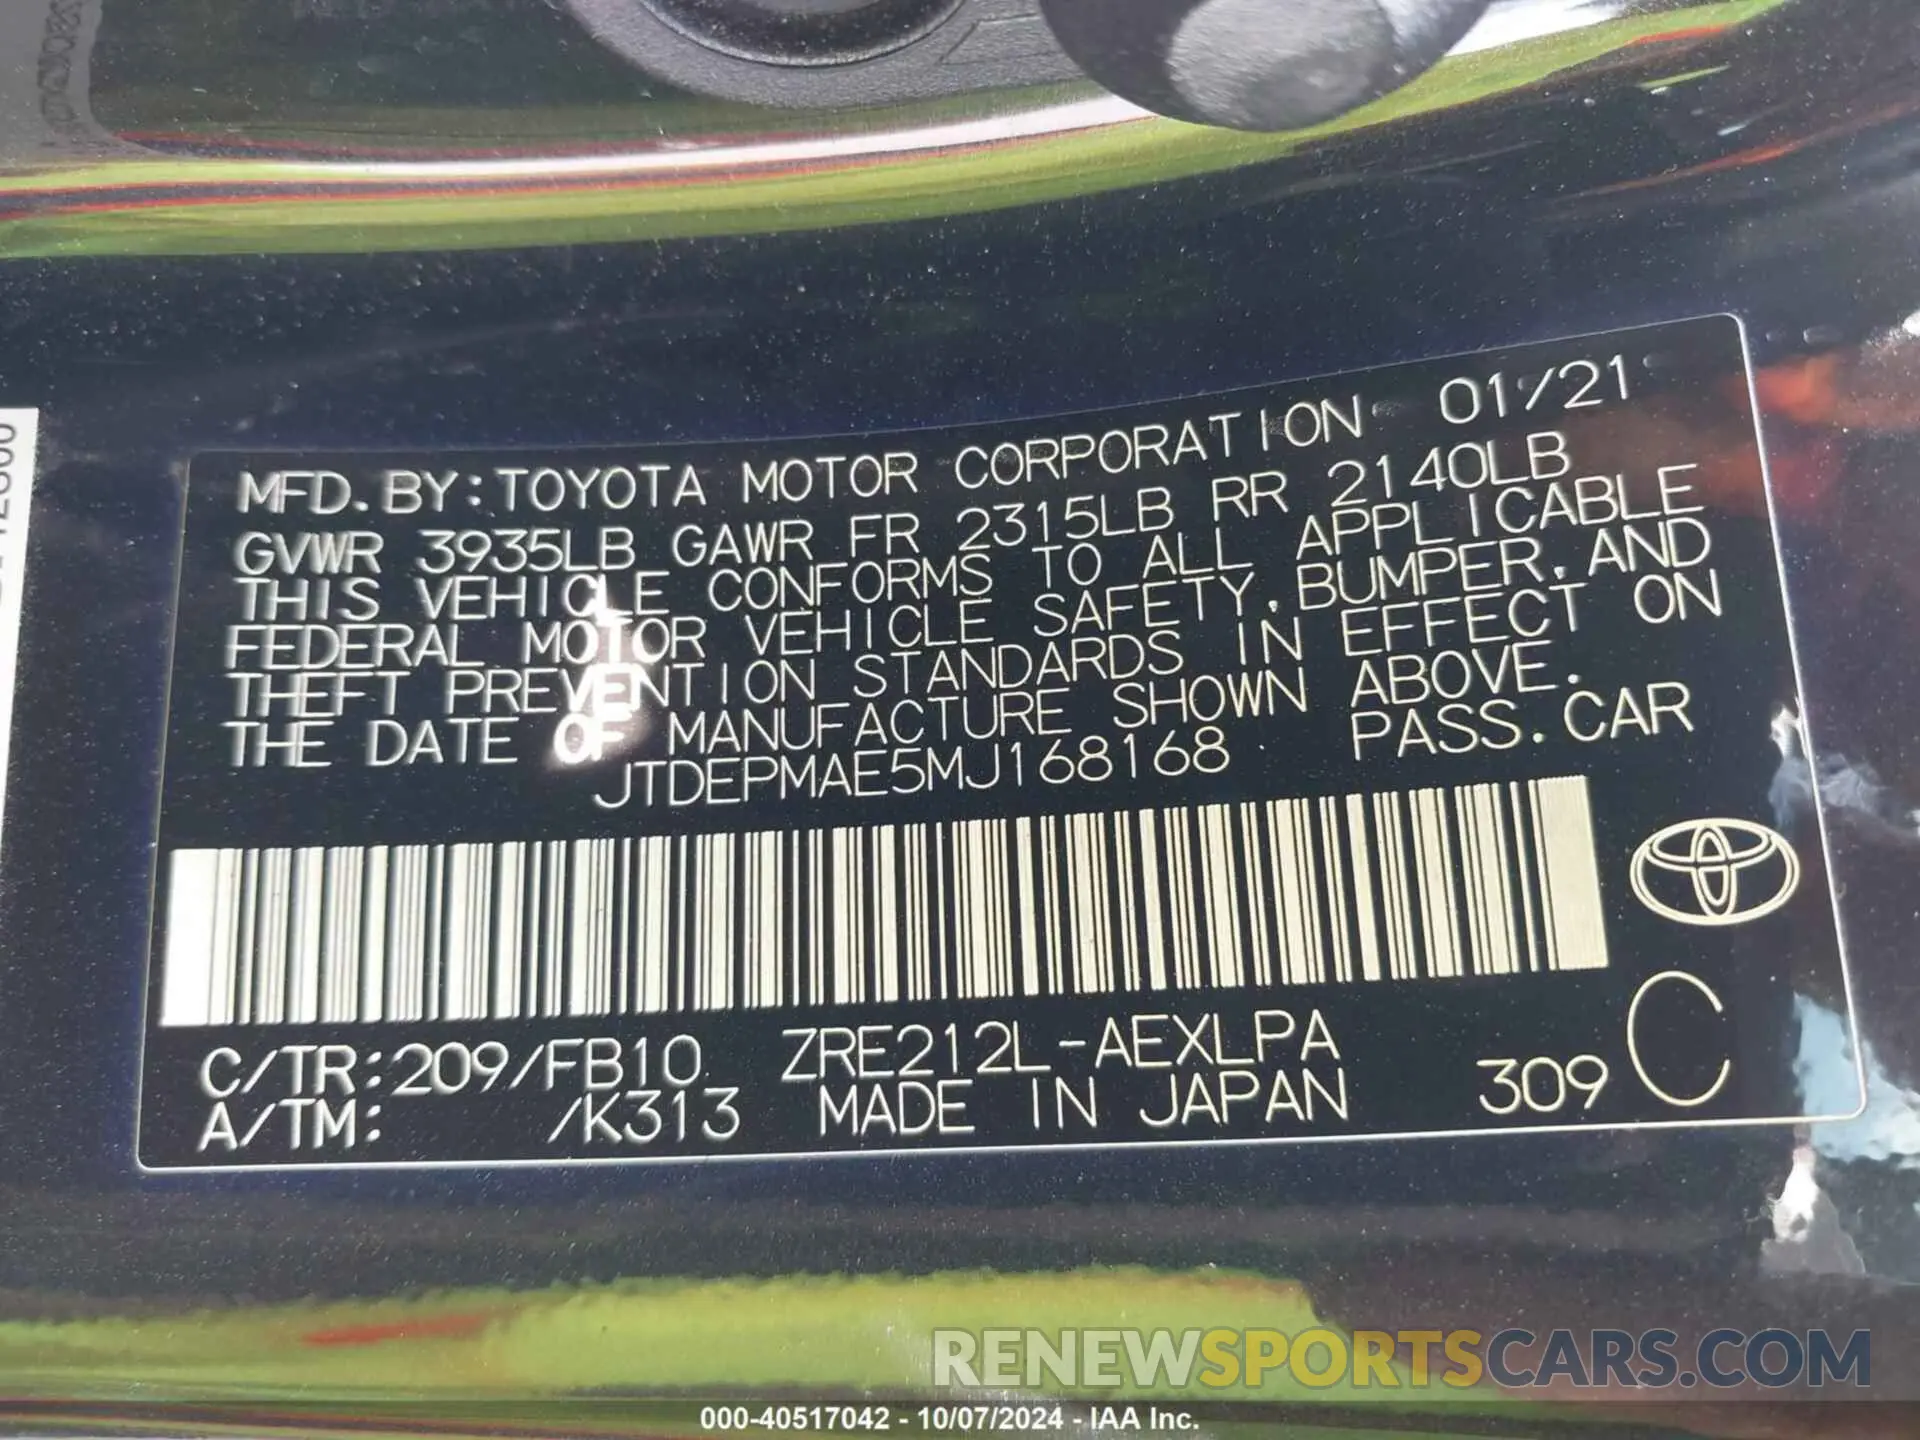 MFD.BY:TOYOTA MOTOR CORPORATION 01/21
GVWR 3935LB GAWR FR 2315LB RR 2140LB
THIS VEHICLE CONFORMS TO ALL APPLICABLE
FEDERAL MOTOR VEHICLE SAFETY, BUMPER, AND
THEFT PREVENTION STANDARDS IN EFFECT ON
THE DATE OF MANUFACTURE SHOWN ABOVE.
JTDEPMAE5MJ168168 PASS.CAR
C/TR:209/FB10 ZRE212L-AEXLPA
A/TM: /K313 MADE IN JAPAN 309 C
RENEWSPORTSCARS.COM
000-40517042 - 10/07/2024 - IAA Inc.